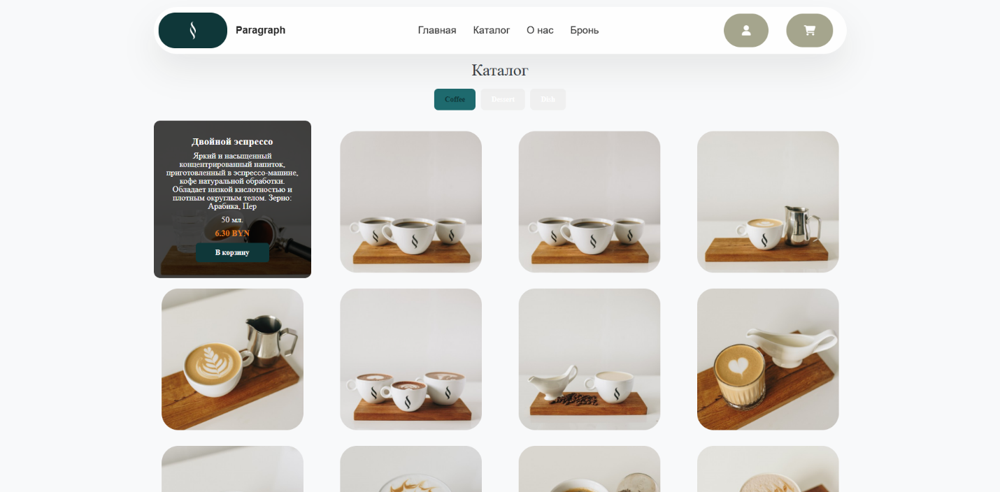 Paragraph
Главная
Каталог
О нас
Бронь
Каталог
Coffee
Dessert
Dish
Двойной эспрессо
Яркий и насыщенный
концентрированный напиток,
приготовленный в эспрессо-машине,
кофе натуральной обработки.
Обладает низкой кислотностью и
плотным округлым телом. Зерно:
Арабика, Пер
50 мл.
6.30 BYN
В корзину